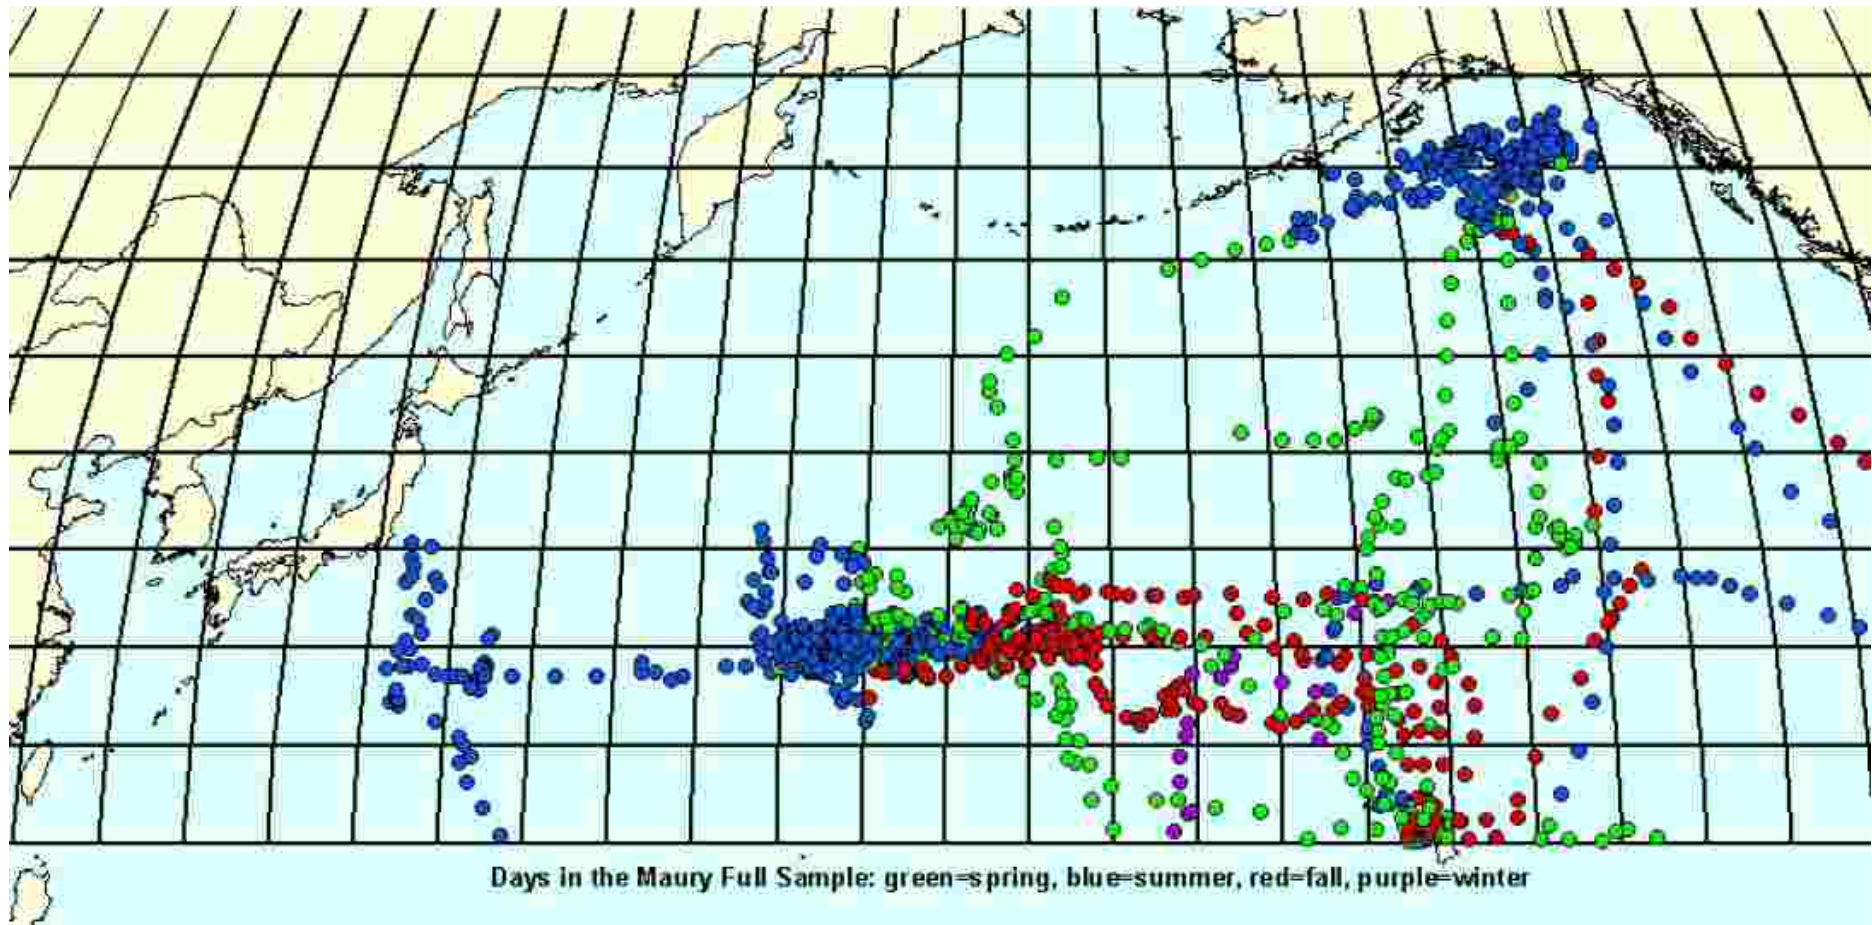 Days in the Maury Full Sample: green=spring, blue=summer, red=fall, purple=winter